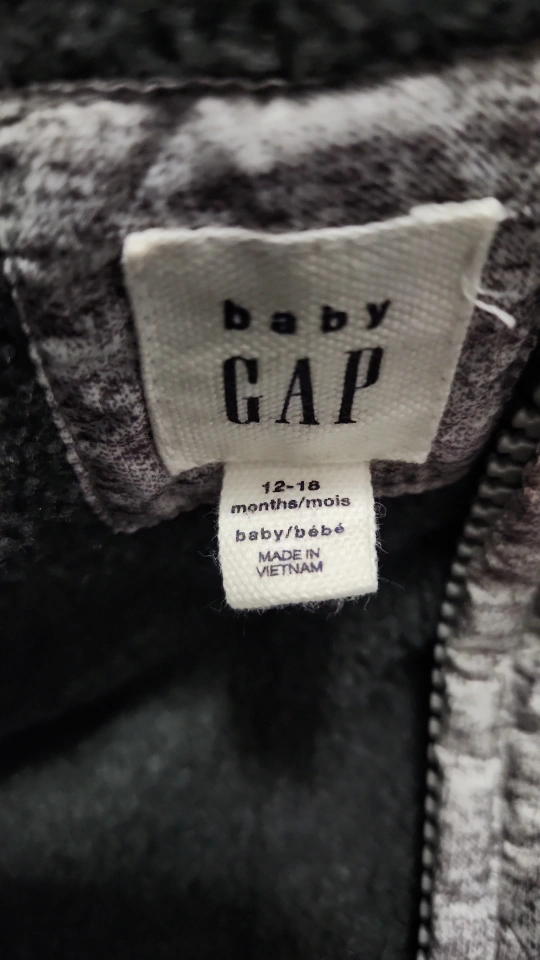 baby
GAP
12-18
months/mois
baby/bébé
MADE IN
VIETNAM